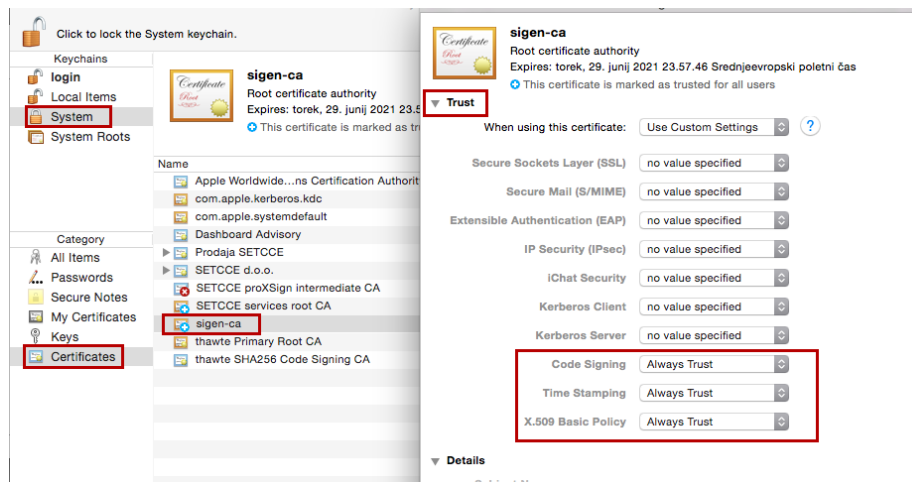 Click to lock the System keychain.
Keychains
login
Local Items
System
System Roots
Certificate
Root
sigen-ca
Root certificate authority
Expires: torek, 29. junij 2021 23.5
This certificate is marked as tr
Name
Apple Worldwide...ns Certification Authorit
com.apple.kerberos.kdc
com.apple.systemdefault
Dashboard Advisory
Prodaja SETCCE
SETCCE d.o.o.
SETCCE proXSign intermediate CA
SETCCE services root CA
sigen-ca
thawte Primary Root CA
thawte SHA256 Code Signing CA
Category
All Items
Passwords
Secure Notes
My Certificates
Keys
Certificates
Certificate
Root
sigen-ca
Root certificate authority
Expires: torek, 29. junij 2021 23.57.46 Srednjeevropski poletni čas
This certificate is marked as trusted for all users
Trust
When using this certificate: Use Custom Settings ?
Secure Sockets Layer (SSL) no value specified
Secure Mail (S/MIME) no value specified
Extensible Authentication (EAP) no value specified
IP Security (IPsec) no value specified
iChat Security no value specified
Kerberos Client no value specified
Kerberos Server no value specified
Code Signing Always Trust
Time Stamping Always Trust
X.509 Basic Policy Always Trust
Details